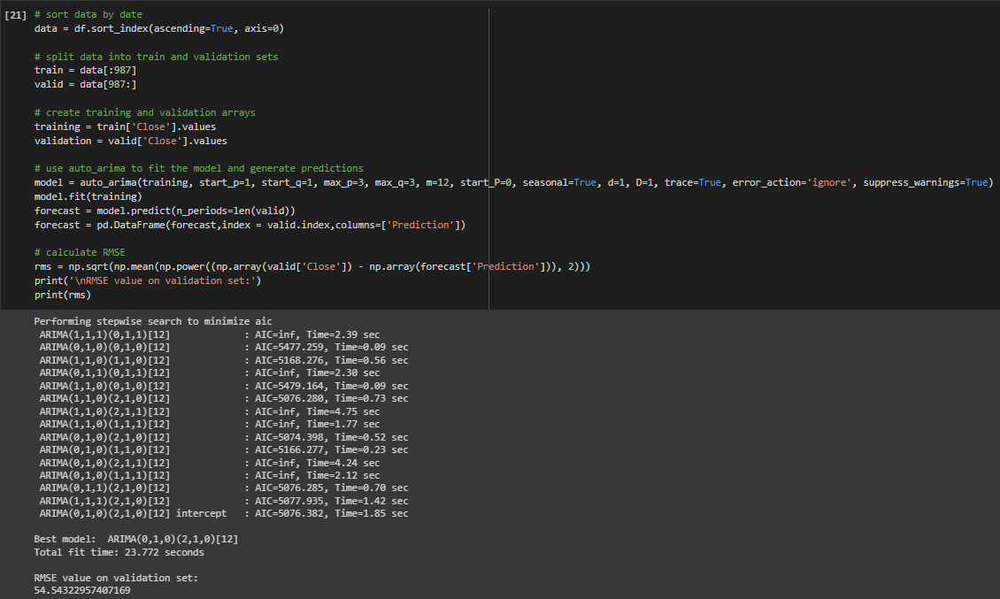 [21] # sort data by date
data = df.sort_index(ascending=True, axis=0)
# split data into train and validation sets
train = data[:987]
valid = data[987:]
# create training and validation arrays
training = train['Close'].values
validation = valid['Close'].values
# use auto_arima to fit the model and generate predictions
model = auto_arima(training, start_p=1, start_q=1, max_p=3, max_q=3, m=12, start_P=0, seasonal=True, d=1, D=1, trace=True, error_action='ignore', suppress_warnings=True)
model.fit(training)
forecast = model.predict(n_periods=len(valid))
forecast = pd.DataFrame(forecast,index = valid.index,columns=['Prediction'])
# calculate RMSE
rms = np.sqrt(np.mean(np.power((np.array(valid['Close']) - np.array(forecast['Prediction'])), 2)))
print('\nRMSE value on validation set:')
print(rms)
Performing stepwise search to minimize aic
ARIMA(1,1,1)(0,1,1)[12] : AIC=inf, Time=2.39 sec
ARIMA(0,1,0)(0,1,0)[12] : AIC=5477.259, Time=0.09 sec
ARIMA(1,1,0)(1,1,0)[12] : AIC=5168.276, Time=0.56 sec
ARIMA(0,1,1)(0,1,1)[12] : AIC=inf, Time=2.30 sec
ARIMA(1,1,0)(0,1,0)[12] : AIC=5479.164, Time=0.09 sec
ARIMA(1,1,0)(2,1,0)[12] : AIC=5076.280, Time=0.73 sec
ARIMA(1,1,0)(2,1,1)[12] : AIC=inf, Time=4.75 sec
ARIMA(1,1,0)(1,1,1)[12] : AIC=inf, Time=1.77 sec
ARIMA(0,1,0)(2,1,0)[12] : AIC=5074.398, Time=0.52 sec
ARIMA(0,1,0)(1,1,0)[12] : AIC=5166.277, Time=0.23 sec
ARIMA(0,1,0)(2,1,1)[12] : AIC=inf, Time=4.24 sec
ARIMA(0,1,0)(1,1,1)[12] : AIC=inf, Time=2.12 sec
ARIMA(0,1,1)(2,1,0)[12] : AIC=5076.285, Time=0.70 sec
ARIMA(1,1,1)(2,1,0)[12] : AIC=5077.935, Time=1.42 sec
ARIMA(0,1,0)(2,1,0)[12] intercept : AIC=5076.382, Time=1.85 sec
Best model: ARIMA(0,1,0)(2,1,0)[12]
Total fit time: 23.772 seconds
RMSE value on validation set:
54.54322957407169